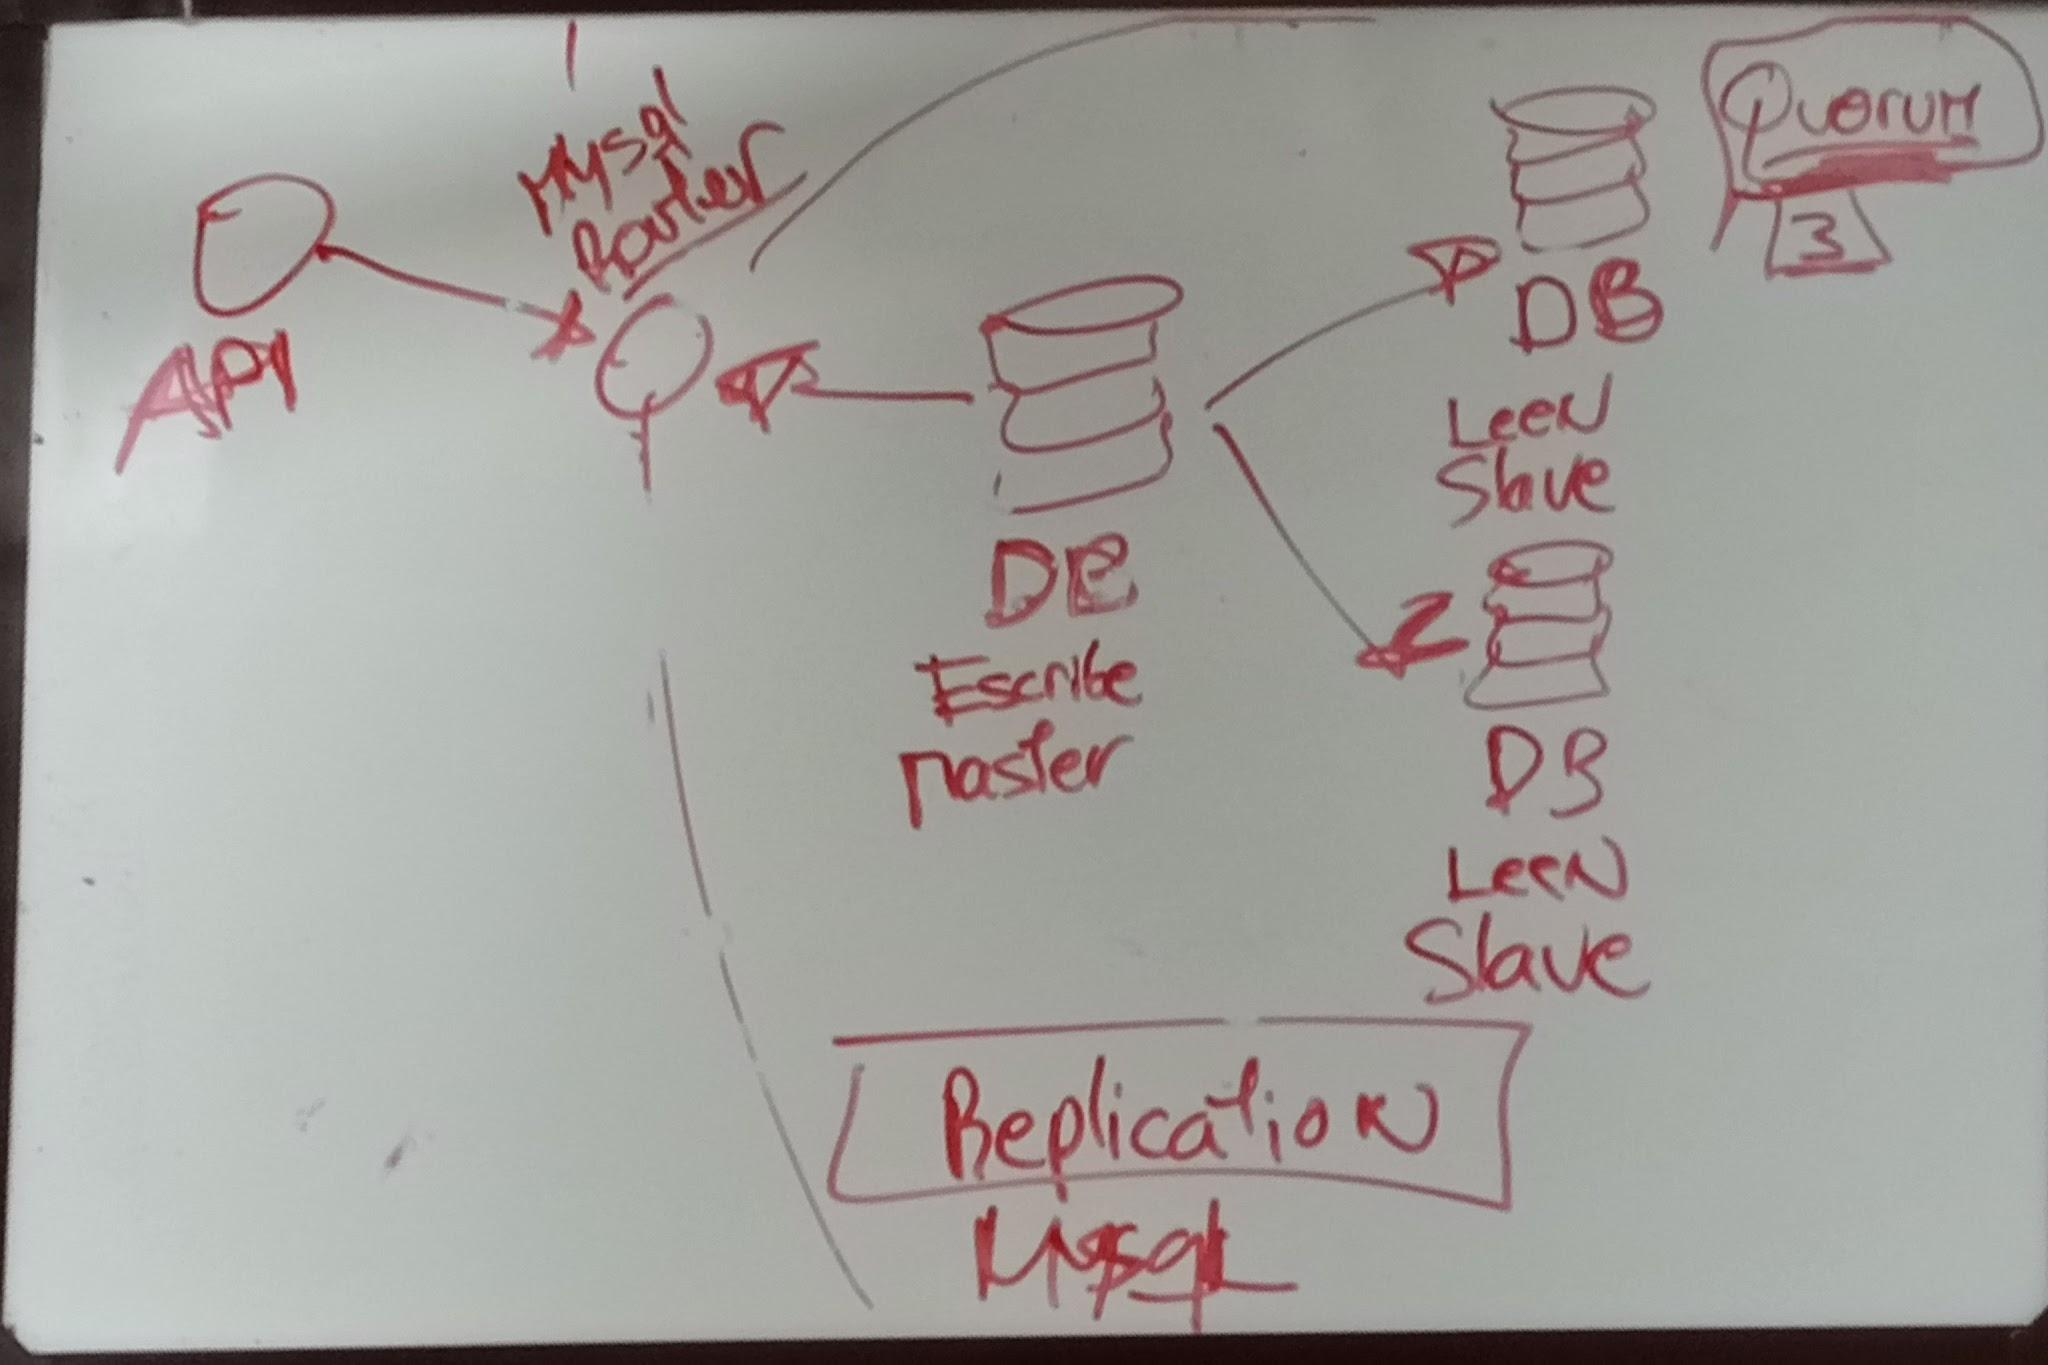 Mysql
Router
API
Quorum
3
DB
Leen
Slave
DB
Escribe
Master
DB
Leen
Slave
Replication
Mysql